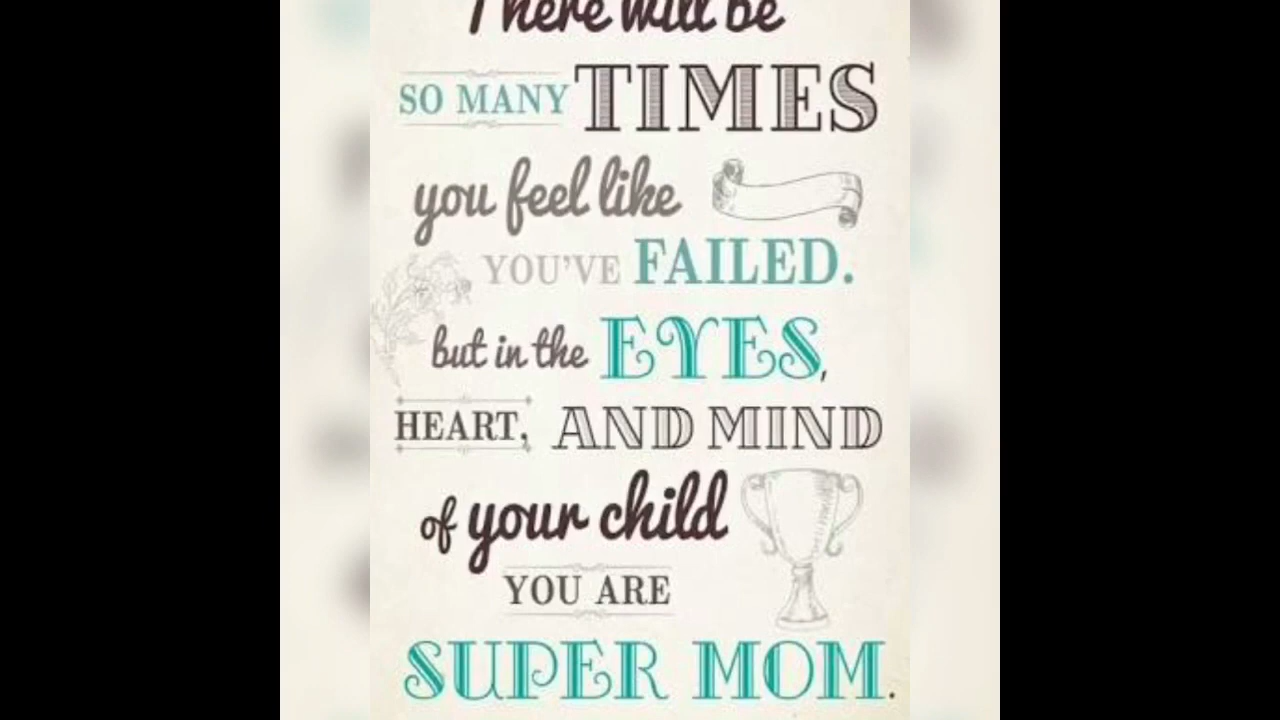 There will be
SO MANY TIMES
you feel like
YOU'VE FAILED.
but in the EYES,
HEART, AND MIND
of your child
YOU ARE
SUPER MOM.